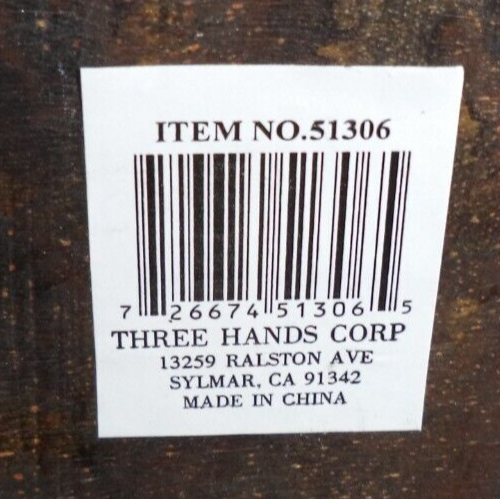 ITEM NO.51306
7 26674 51306 5
THREE HANDS CORP
13259 RALSTON AVE
SYLMAR, CA 91342
MADE IN CHINA